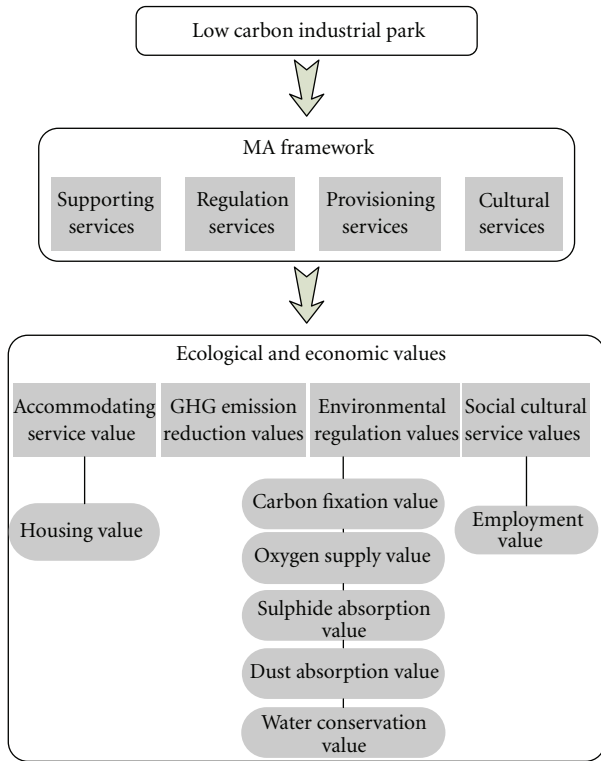 Low carbon industrial park
MA framework
Supporting
services
Regulation
services
Provisioning
services
Cultural
services
Ecological and economic values
Accommodating
service value
GHG emission
reduction values
Environmental
regulation values
Social cultural
service values
Housing value
Carbon fixation value
Oxygen supply value
Sulphide absorption
value
Dust absorption value
Water conservation
value
Employment
value